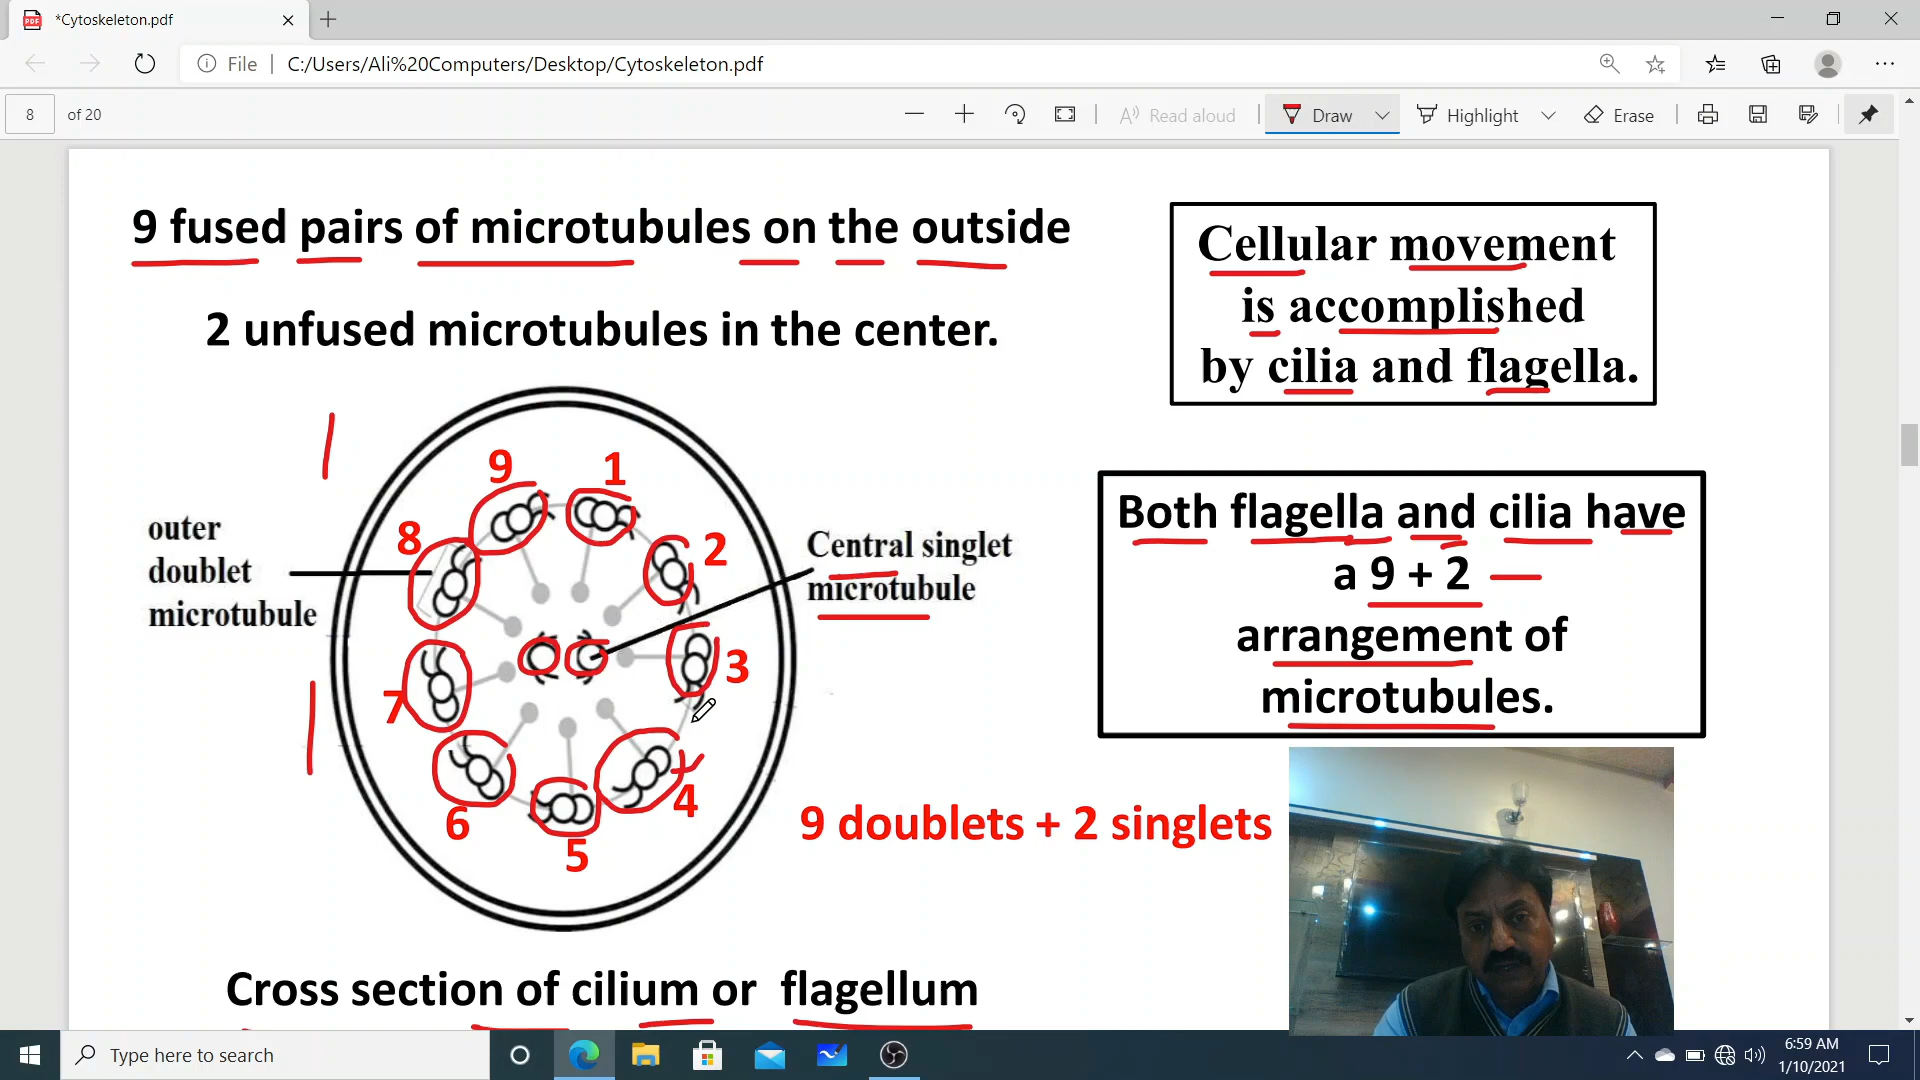 *Cytoskeleton.pdf
File
C:/Users/Ali%20Computers/Desktop/Cytoskeleton.pdf
8
of 20
Read aloud
Draw
Highlight
Erase
9 fused pairs of microtubules on the outside
2 unfused microtubules in the center.
Cellular movement
is accomplished
by cilia and flagella.
9
1
8
2
outer
doublet
microtubule
Central singlet
microtubule
3
7
4
6
5
Both flagella and cilia have
a 9 + 2
arrangement of
microtubules.
9 doublets + 2 singlets
Cross section of cilium or flagellum
Type here to search
6:59 AM
1/10/2021